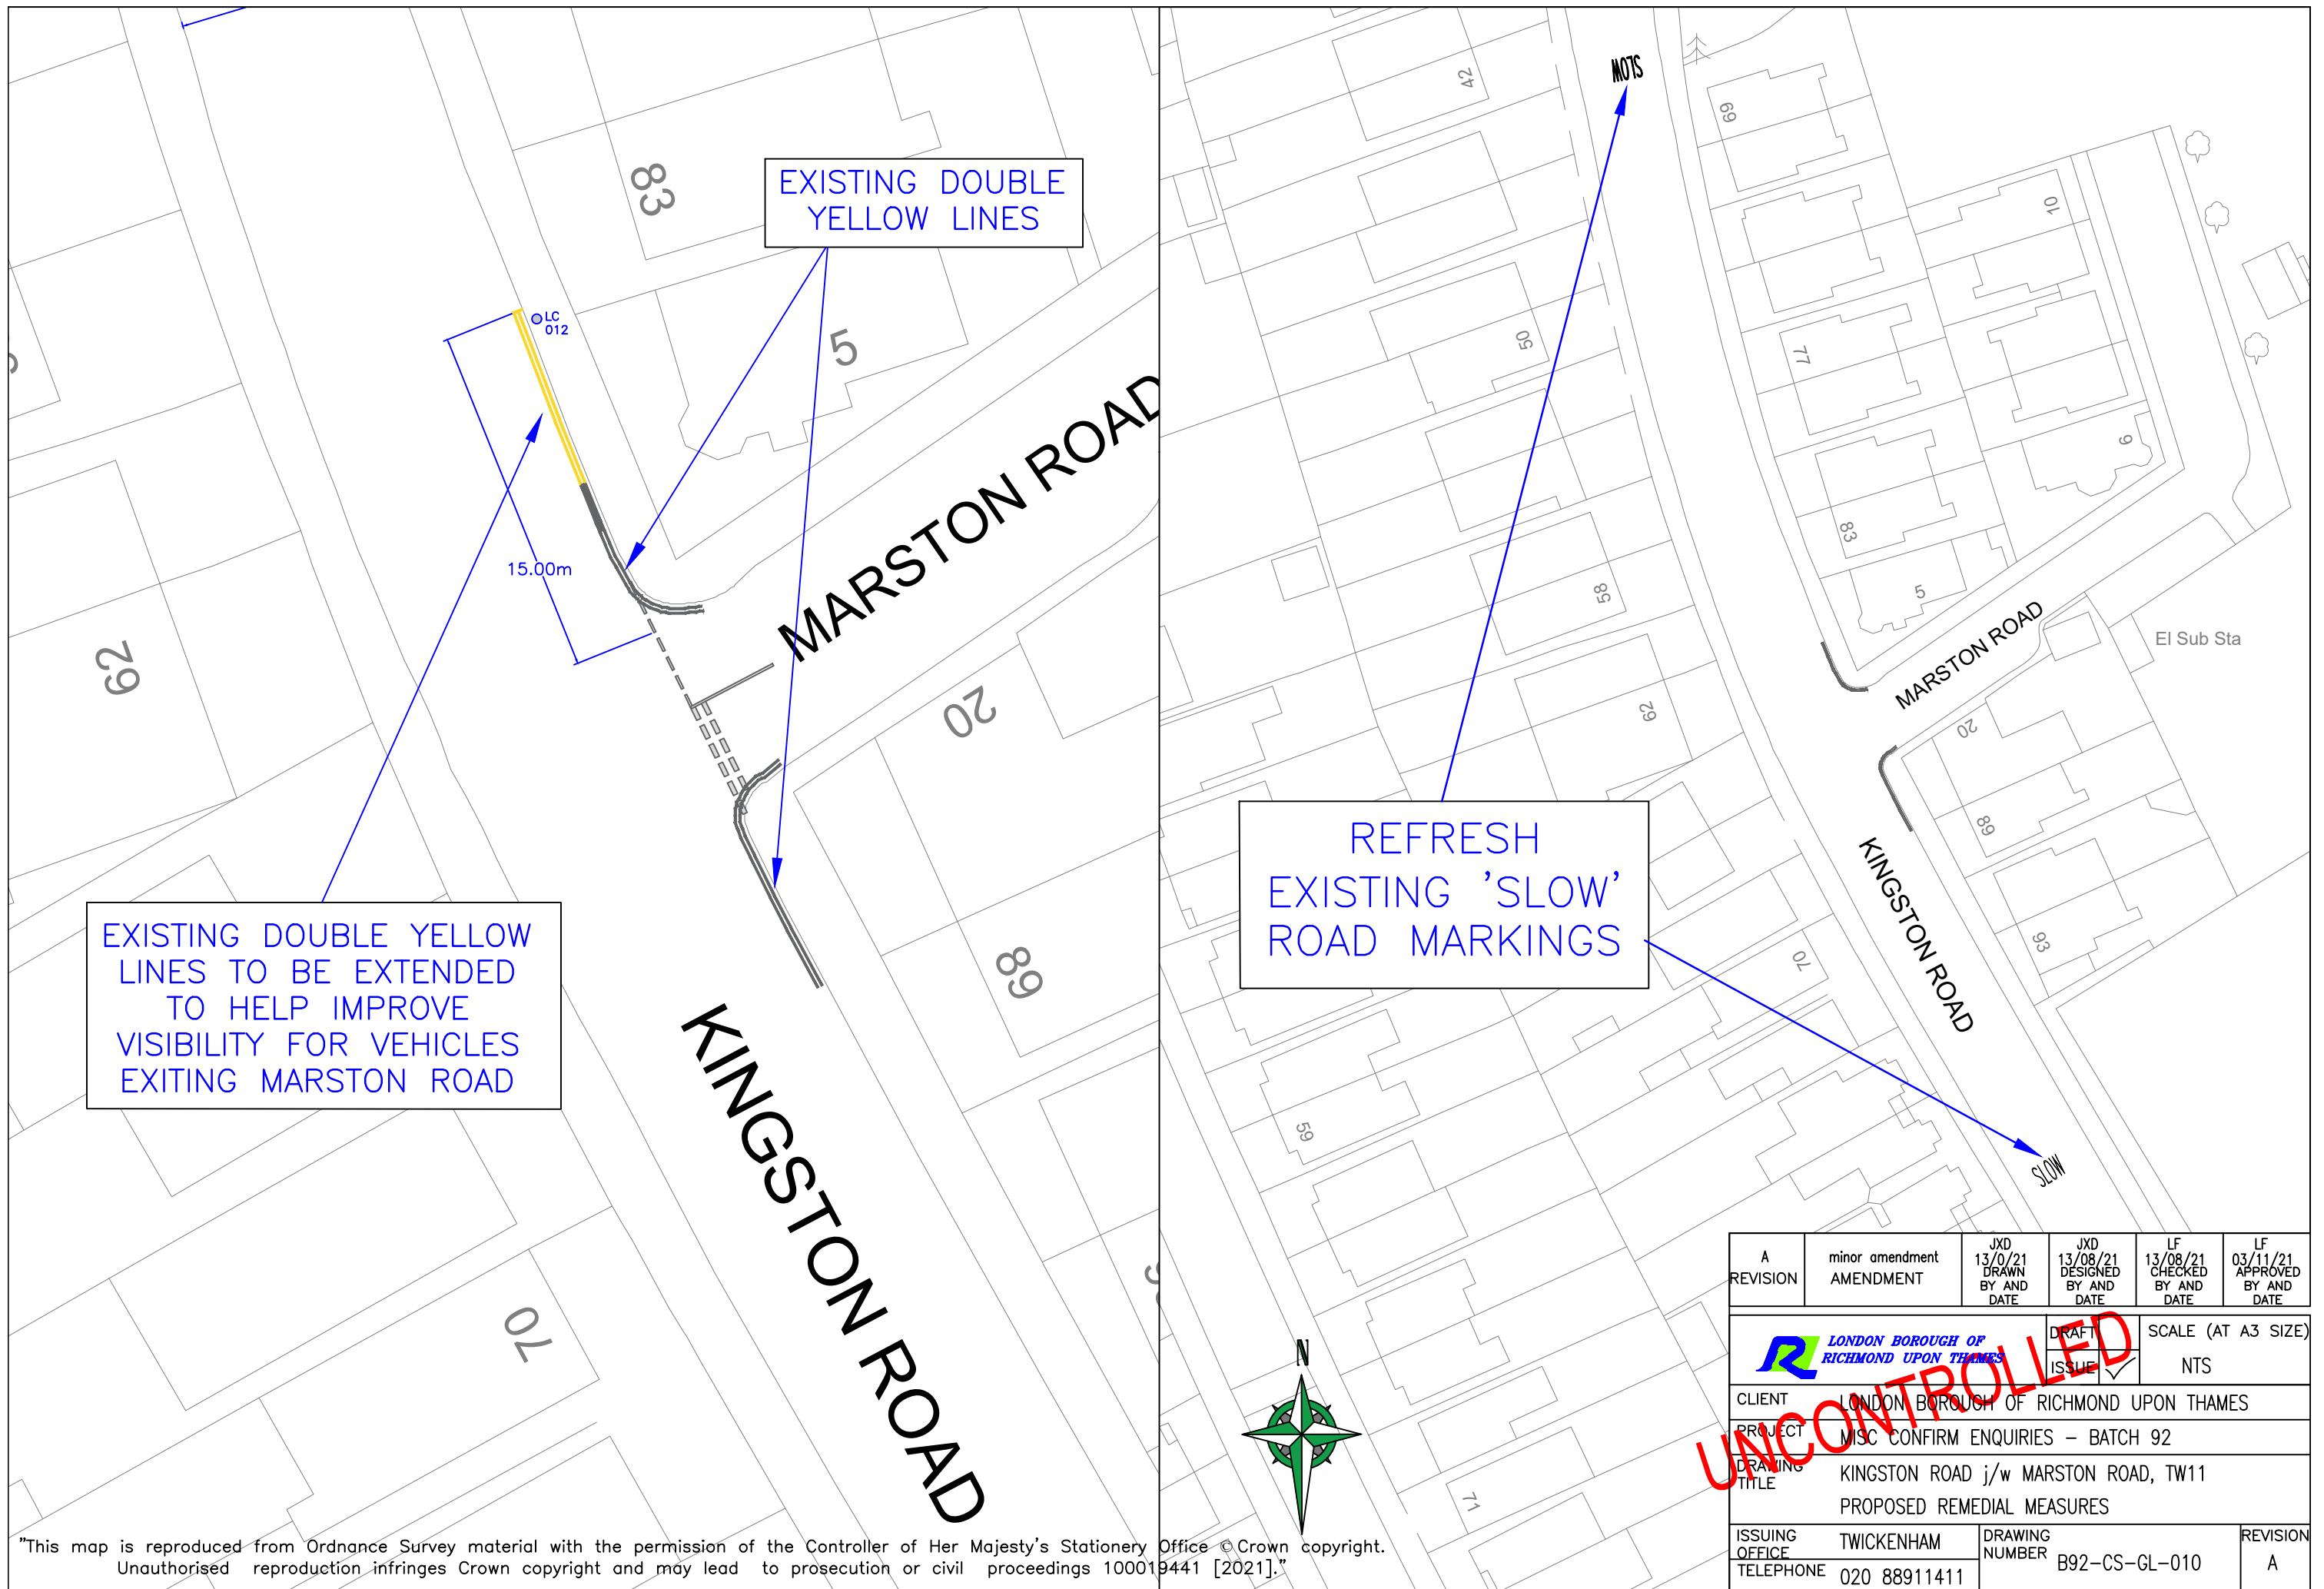 83
EXISTING DOUBLE
YELLOW LINES
LC
012
5
15.00m
MARSTON ROAD
62
20
EXISTING DOUBLE YELLOW
LINES TO BE EXTENDED
TO HELP IMPROVE
VISIBILITY FOR VEHICLES
EXITING MARSTON ROAD
89
KINGSTON ROAD
70
"This map is reproduced from Ordnance Survey material with the permission of the Controller of Her Majesty's Stationery Office © Crown copyright.
Unauthorised reproduction infringes Crown copyright and may lead to prosecution or civil proceedings 100019441 [2021]."
SLOW
42
69
10
50
77
9
83
58
5
MARSTON ROAD
El Sub Sta
62
20
89
REFRESH
EXISTING 'SLOW'
ROAD MARKINGS
KINGSTON ROAD
93
70
59
SLOW
71
N
A
REVISION
minor amendment
AMENDMENT
JXD
13/0/21
DRAWN
BY AND
DATE
JXD
13/08/21
DESIGNED
BY AND
DATE
LF
13/08/21
CHECKED
BY AND
DATE
LF
03/11/21
APPROVED
BY AND
DATE
LONDON BOROUGH OF
RICHMOND UPON THAMES
DRAFT
ISSUE
SCALE (AT A3 SIZE)
NTS
UNCONTROLLED
CLIENT
LONDON BOROUGH OF RICHMOND UPON THAMES
PROJECT
MISC CONFIRM ENQUIRIES - BATCH 92
DRAWING
TITLE
KINGSTON ROAD j/w MARSTON ROAD, TW11
PROPOSED REMEDIAL MEASURES
ISSUING
OFFICE
TWICKENHAM
TELEPHONE
020 88911411
DRAWING
NUMBER
B92-CS-GL-010
REVISION
A